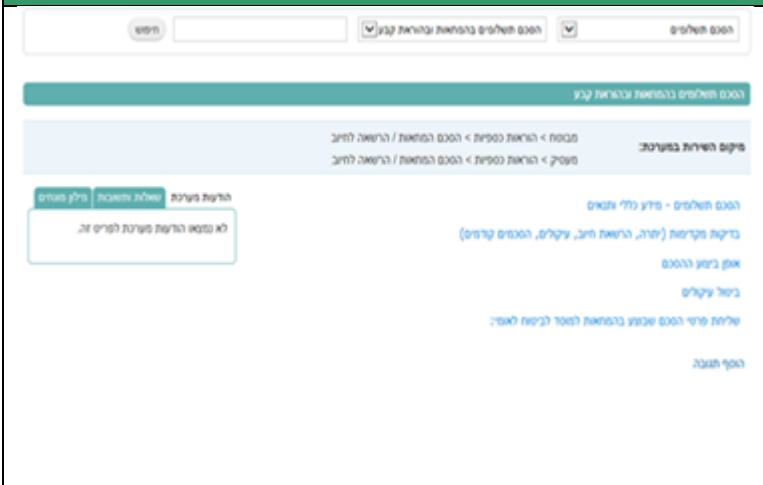 הסכם תשלומים
הסכם תשלומים בהמחאות ובהוראת קבע
חיפוש
הסכם תשלומים בהמחאות ובהוראת קבע
מיקום השירות במערכת:
מבוטח > הוראות כספיות > הסכם המחאות / הרשאה לחיוב
מעסיק > הוראות כספיות > הסכם המחאות / הרשאה לחיוב
הסכם תשלומים - מידע כללי ותנאים
בדיקות מקדימות (יתרה, הרשאת חיוב, עיקולים, הסכמים קודמים)
אופן ביצוע ההסכם
ביטול עיקולים
שליחת פרטי הסכם שבוצע בהמחאות למוסד לביטוח לאומי:
הוסף תגובה
הודעות מערכת
שאלות ותשובות
מילון מונחים
לא נמצאו הודעות מערכת לפריט זה.